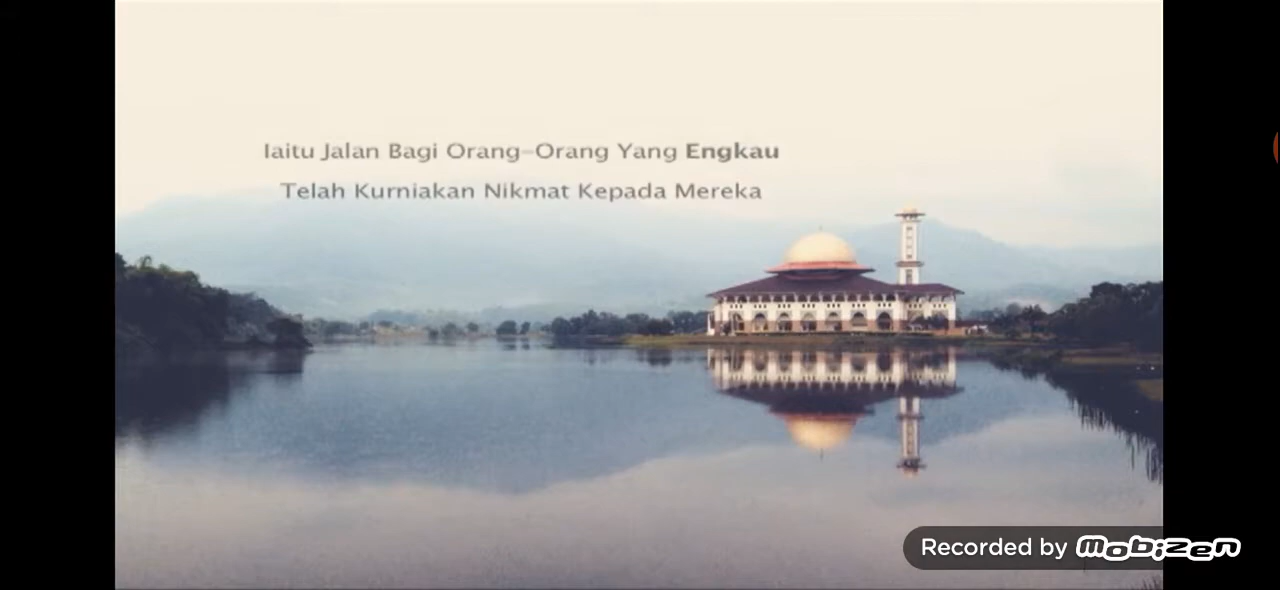 Iaitu Jalan Bagi Orang-Orang Yang Engkau
Telah Kurniakan Nikmat Kepada Mereka
Recorded by Mobizen